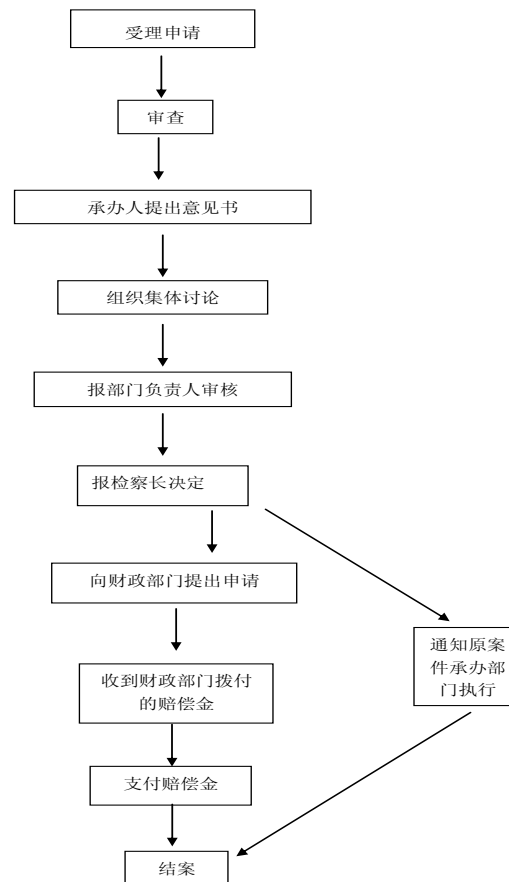 受理申请
审查
承办人提出意见书
组织集体讨论
报部门负责人审核
报检察长决定
向财政部门提出申请
通知原案
件承办部
门执行
收到财政部门拨付
的赔偿金
支付赔偿金
结案